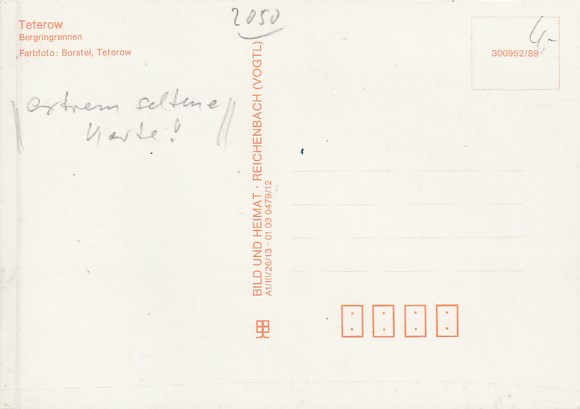 Teterow
Bergringrennen
Farbfoto: Borstel, Teterow
extrem seltene
Karte!
2050
BILD UND HEIMAT · REICHENBACH (VOGTL)
A1/III/26/13 · 01 03 0479/12
4,-
300952/89